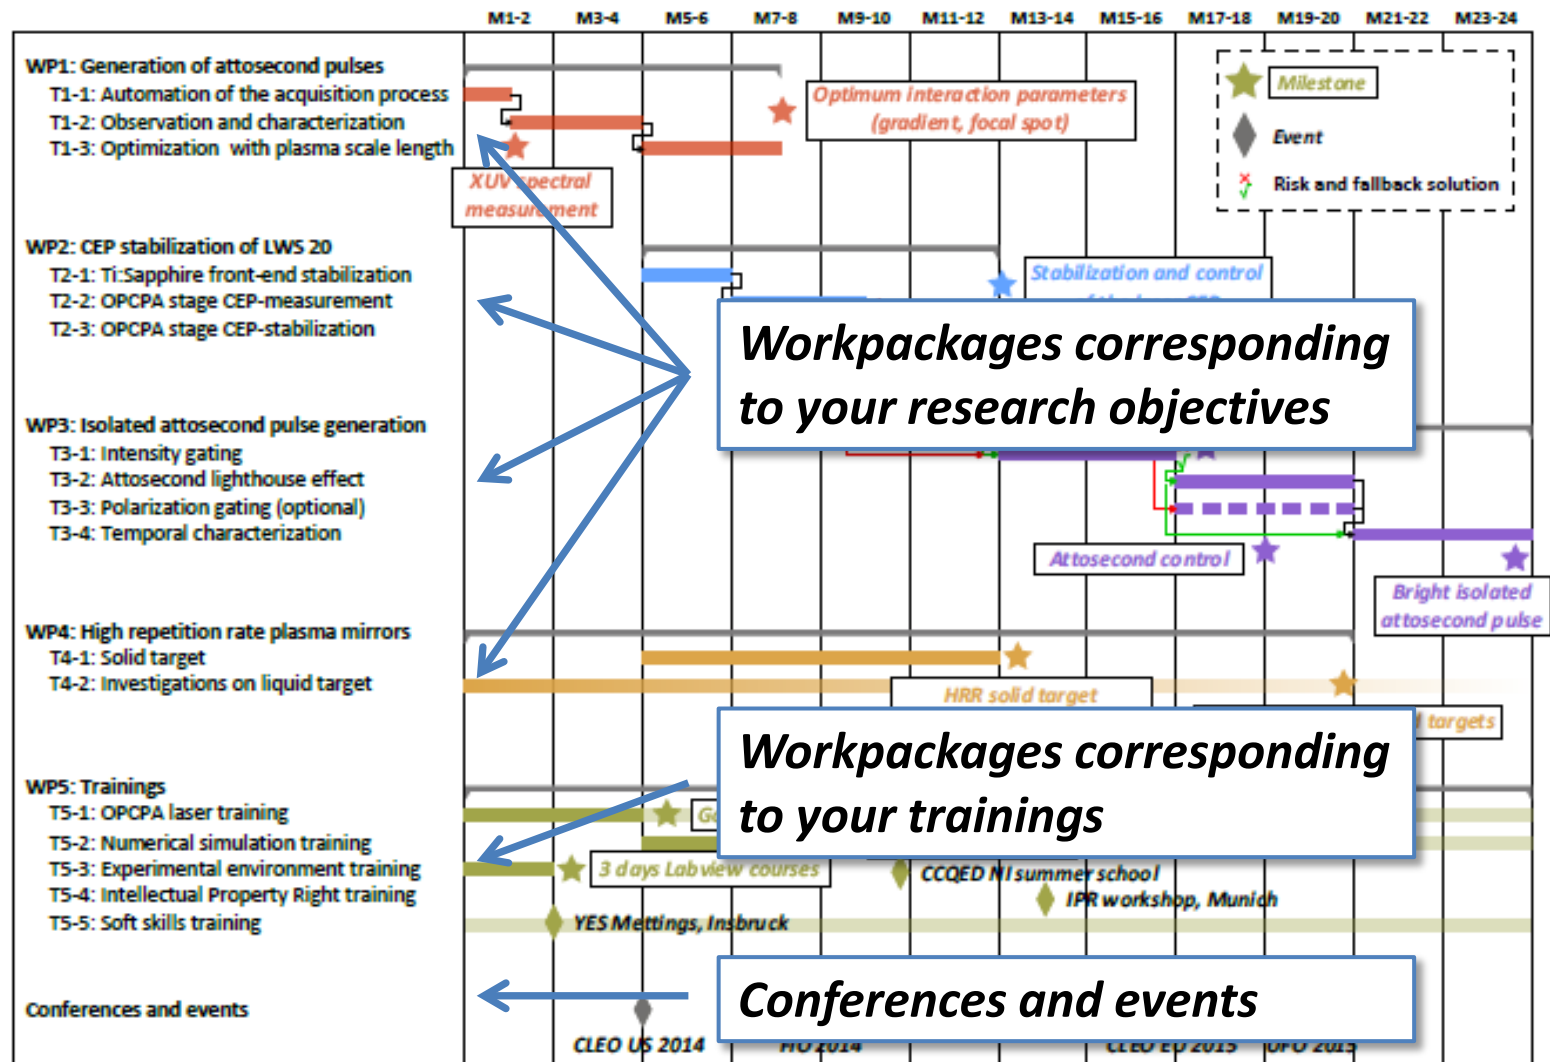 M1-2 M3-4 M5-6 M7-8 M9-10 M11-12 M13-14 M15-16 M17-18 M19-20 M21-22 M23-24
WP1: Generation of attosecond pulses
T1-1: Automation of the acquisition process
T1-2: Observation and characterization
T1-3: Optimization with plasma scale length
Optimum interaction parameters
(gradient, focal spot)
XUV spectral
measurement
Milestone
Event
Risk and fallback solution
WP2: CEP stabilization of LWS 20
T2-1: Ti:Sapphire front-end stabilization
T2-2: OPCPA stage CEP-measurement
T2-3: OPCPA stage CEP-stabilization
Stabilization and control
Workpackages corresponding
to your research objectives
WP3: Isolated attosecond pulse generation
T3-1: Intensity gating
T3-2: Attosecond lighthouse effect
T3-3: Polarization gating (optional)
T3-4: Temporal characterization
Attosecond control
Bright isolated
attosecond pulse
WP4: High repetition rate plasma mirrors
T4-1: Solid target
T4-2: Investigations on liquid target
HRR solid target
targets
Workpackages corresponding
to your trainings
WP5: Trainings
T5-1: OPCPA laser training
T5-2: Numerical simulation training
T5-3: Experimental environment training
T5-4: Intellectual Property Right training
T5-5: Soft skills training
3 days Labview courses
CCQED NI summer school
IPR workshop, Munich
YES Mettings, Insbruck
Conferences and events
Conferences and events
CLEO US 2014 FIO 2014 CLEO EU 2015 UFO 2015